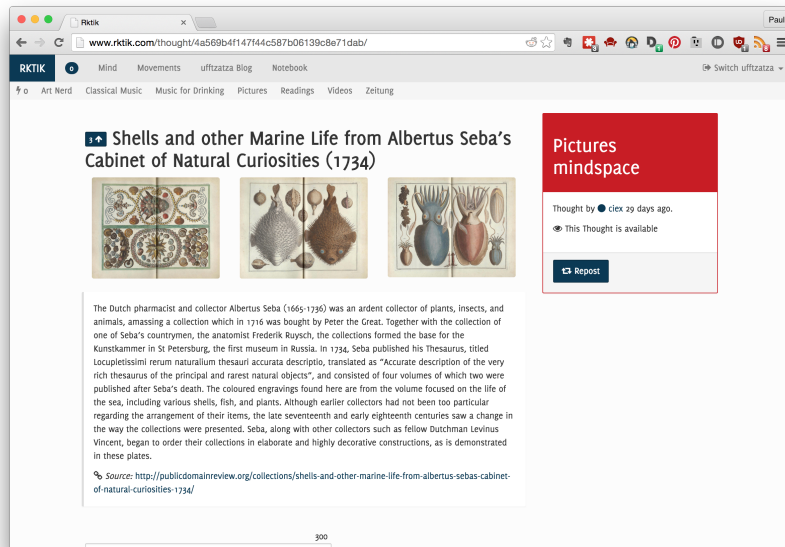 Rktik
Paul
www.rktik.com/thought/4a569b4f147f44c587b06139c8e71dab/
RKTIK 0 Mind Movements ufftzatza Blog Notebook Switch ufftzatza
0 Art Nerd Classical Music Music for Drinking Pictures Readings Videos Zeitung
3 Shells and other Marine Life from Albertus Seba's
Cabinet of Natural Curiosities (1734)
The Dutch pharmacist and collector Albertus Seba (1665-1736) was an ardent collector of plants, insects, and
animals, amassing a collection which in 1716 was bought by Peter the Great. Together with the collection of
one of Seba's countrymen, the anatomist Frederik Ruysch, the collections formed the base for the
Kunstkammer in St Petersburg, the first museum in Russia. In 1734, Seba published his Thesaurus, titled
Locupletissimi rerum naturalium thesauri accurata descriptio, translated as "Accurate description of the very
rich thesaurus of the principal and rarest natural objects", and consisted of four volumes of which two were
published after Seba's death. The coloured engravings found here are from the volume focused on the life of
the sea, including various shells, fish, and plants. Although earlier collectors had not been too particular
regarding the arrangement of their items, the late seventeenth and early eighteenth centuries saw a change in
the way the collections were presented. Seba, along with other collectors such as fellow Dutchman Levinus
Vincent, began to order their collections in elaborate and highly decorative constructions, as is demonstrated
in these plates.
Source: http://publicdomainreview.org/collections/shells-and-other-marine-life-from-albertus-sebas-cabinet-
of-natural-curiosities-1734/
300
Pictures
mindspace
Thought by ciex 29 days ago.
This Thought is available
Repost